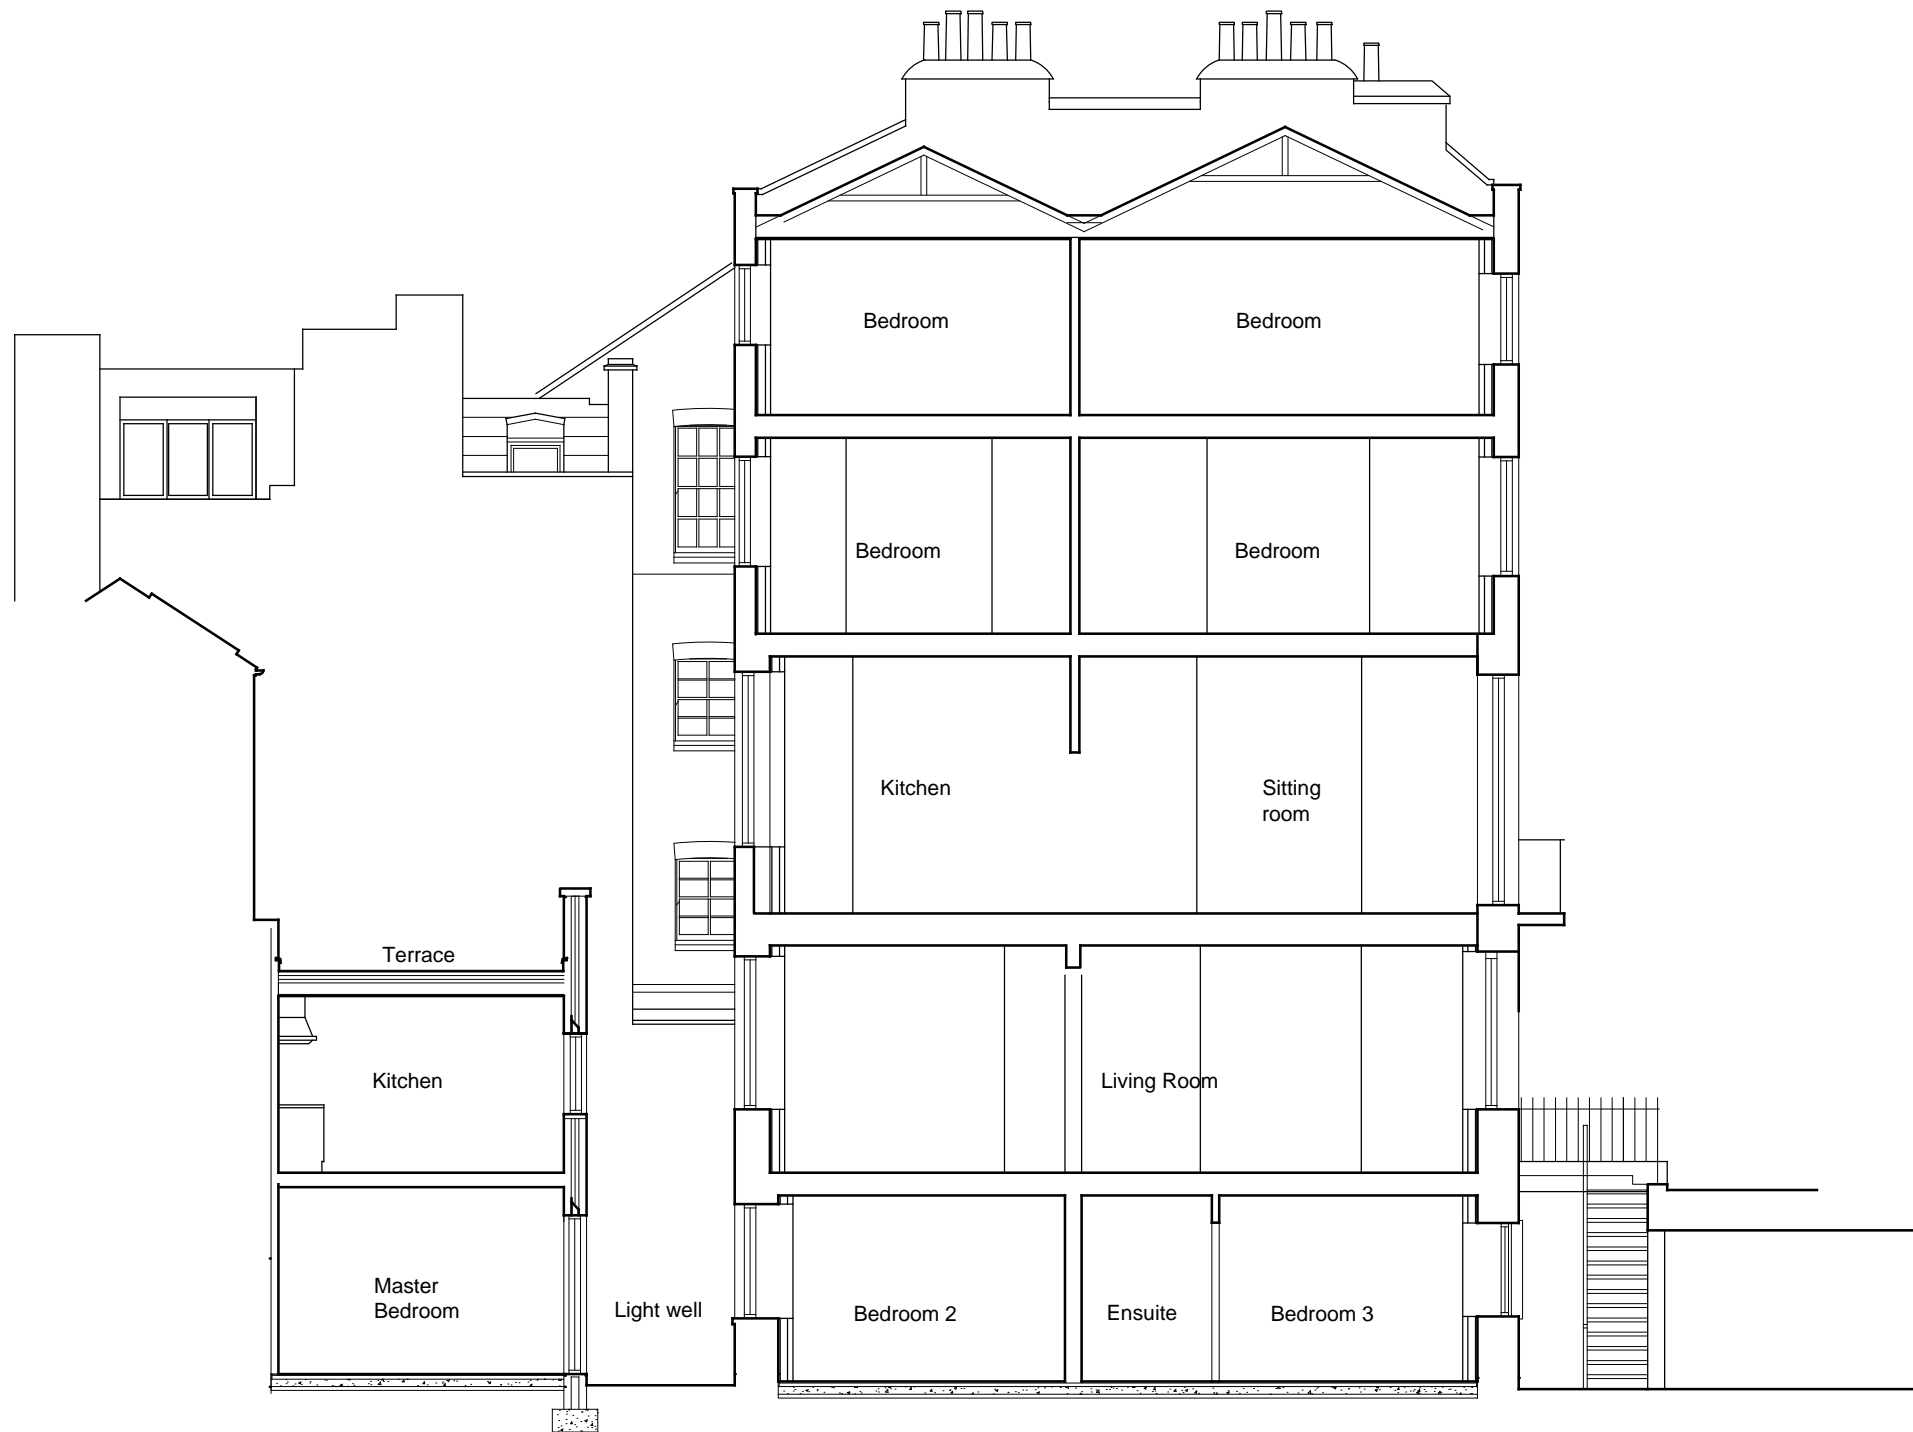 Bedroom
Bedroom
Bedroom
Bedroom
Kitchen
Sitting
room
Terrace
Kitchen
Living Room
Master
Bedroom
Light well
Bedroom 2
Ensuite
Bedroom 3